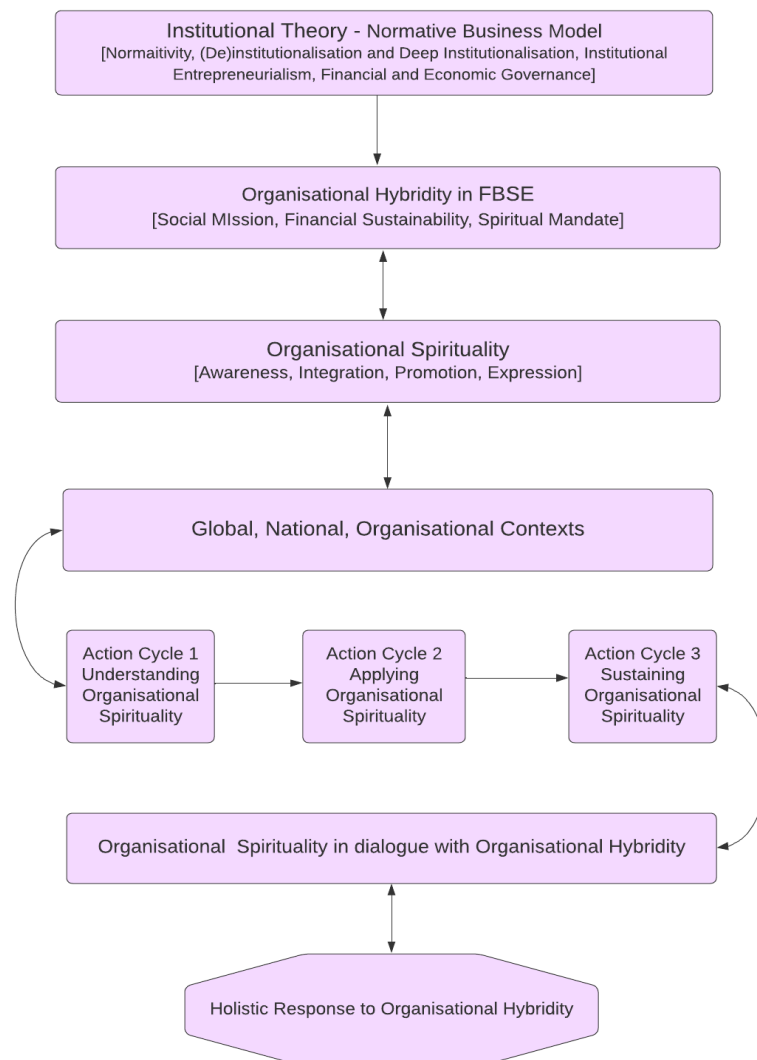 Institutional Theory - Normative Business Model
[Normaitivity, (De)institutionalisation and Deep Institutionalisation, Institutional
Entrepreneurialism, Financial and Economic Governance]
Organisational Hybridity in FBSE
[Social MIssion, Financial Sustainability, Spiritual Mandate]
Organisational Spirituality
[Awareness, Integration, Promotion, Expression]
Global, National, Organisational Contexts
Action Cycle 1
Understanding
Organisational
Spirituality
Action Cycle 2
Applying
Organisational
Spirituality
Action Cycle 3
Sustaining
Organisational
Spirituality
Organisational  Spirituality in dialogue with Organisational Hybridity
Holistic Response to Organisational Hybridity